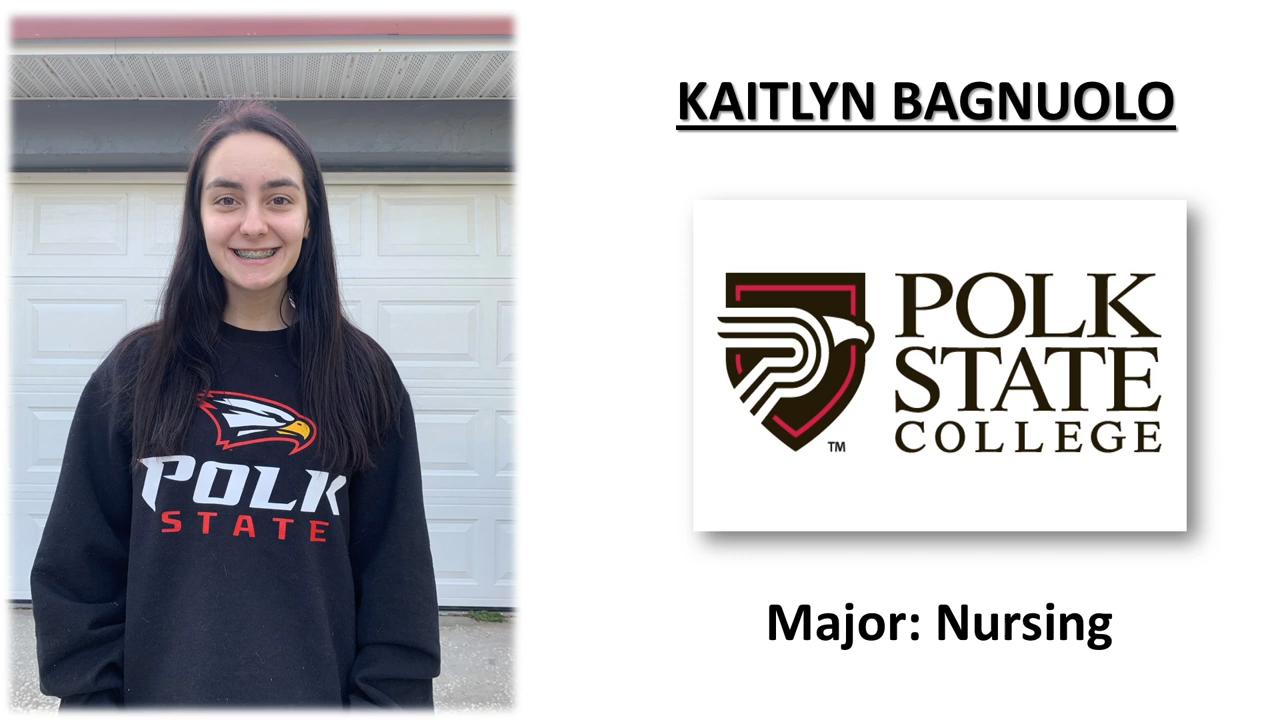 KAITLYN BAGNUOLO
POLK
STATE
COLLEGE
TM
POLK
STATE
Major: Nursing